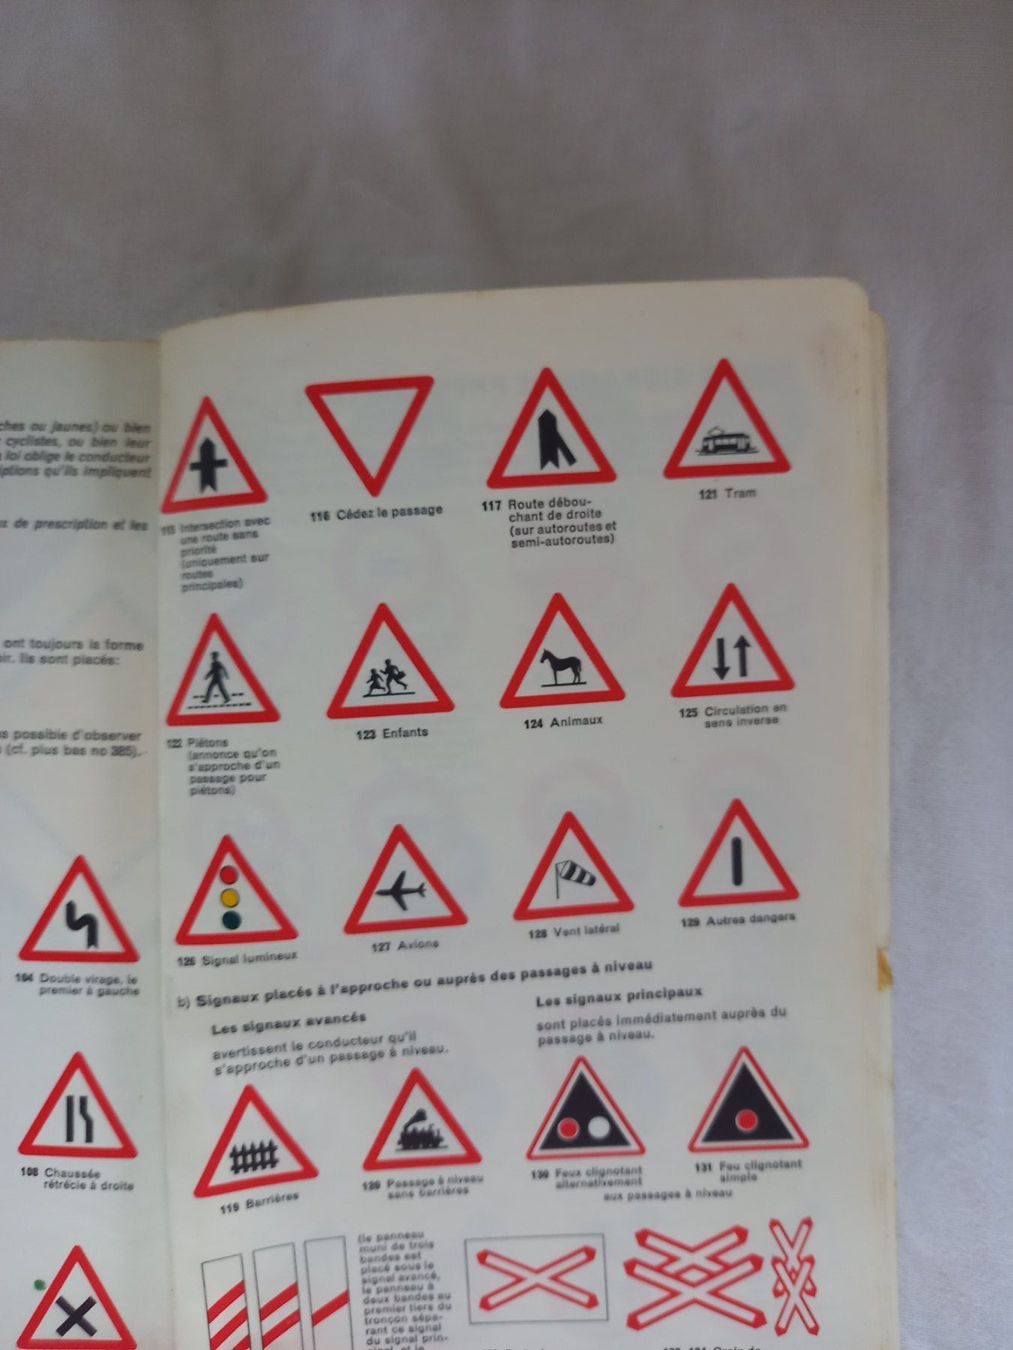 ches ou jaunes) ou bien
cyclistes, ou bien leur
loi oblige le conducteur
iptions qu'ils impliquent
ux de prescription et les
ont toujours la forme
oir. Ils sont placés:
as possible d'observer
(cf. plus bas no 385).
104 Double virage, le
premier à gauche
108 Chaussée
rétrécie à droite
115 Intersection avec
une route sans
priorité
(uniquement sur
routes
principales)
116 Cédez le passage
117 Route débou-
chant de droite
(sur autoroutes et
semi-autoroutes)
121 Tram
122 Piétons
(annonce qu'on
s'approche d'un
passage pour
piétons)
123 Enfants
124 Animaux
125 Circulation en
sens inverse
126 Signal lumineux
127 Avions
128 Vent latéral
129 Autres dangers
b) Signaux placés à l'approche ou auprès des passages à niveau
Les signaux avancés
avertissent le conducteur qu'il
s'approche d'un passage à niveau.
Les signaux principaux
sont placés immédiatement auprès du
passage à niveau.
119 Barrières
120 Passage à niveau
sans barrières
130 Feux clignotant
alternativement
131 Feu clignotant
simple
aux passages à niveau
(le panneau
muni de trois
bandes est
placé sous le
signal avancé,
le panneau à
deux bandes au
premier tiers du
tronçon sépa-
rant ce signal
du signal prin-
cipal, et le